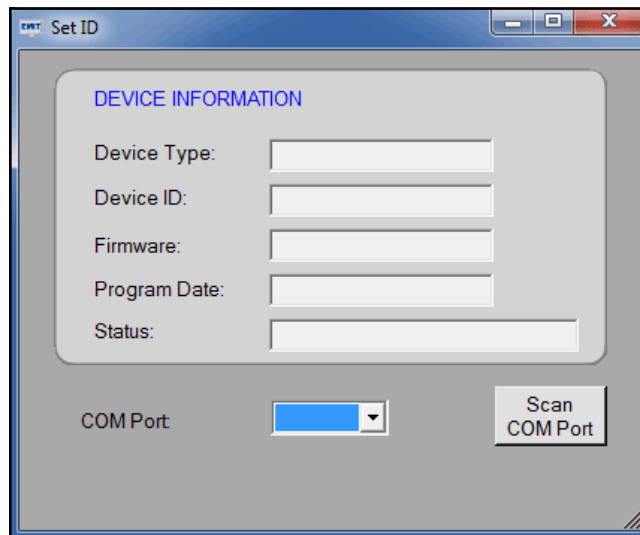 Set ID
DEVICE INFORMATION
Device Type:
Device ID:
Firmware:
Program Date:
Status:
COM Port:
Scan
COM Port